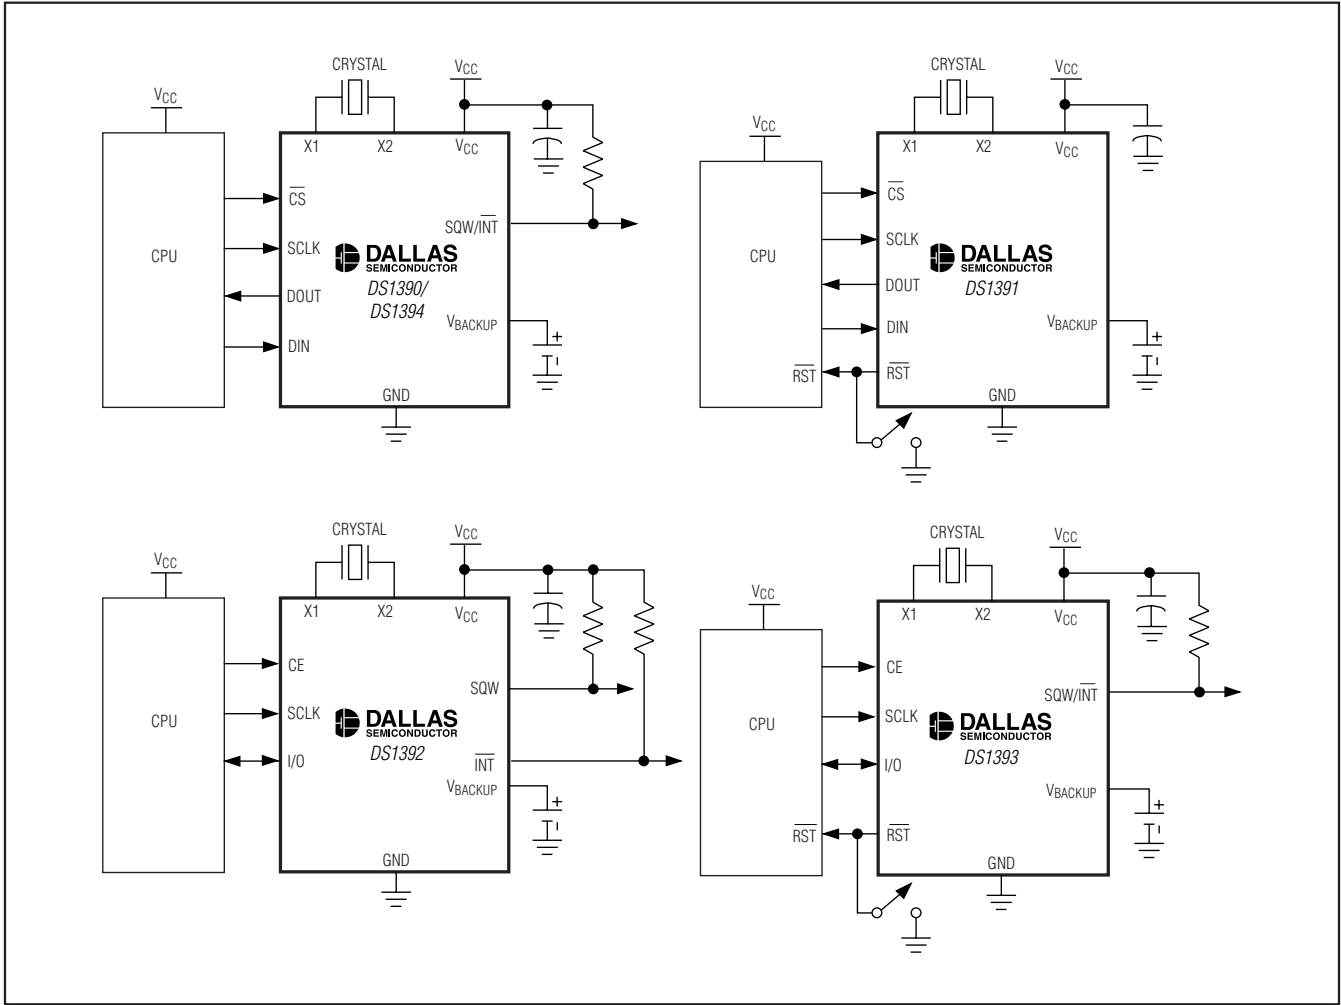 CRYSTAL
VCC
VCC
X1 X2 VCC
CPU
CS
SCLK
DOUT
DIN
SQW/INT
DALLAS
SEMICONDUCTOR
DS1390/
DS1394
VBACKUP
+
-
GND
CRYSTAL
VCC
VCC
X1 X2 VCC
CPU
RST
CS
SCLK
DOUT
DIN
RST
DALLAS
SEMICONDUCTOR
DS1391
VBACKUP
+
-
GND
CRYSTAL
VCC
VCC
X1 X2 VCC
CPU
CE
SCLK
I/O
SQW
DALLAS
SEMICONDUCTOR
DS1392
INT
VBACKUP
+
-
GND
CRYSTAL
VCC
VCC
X1 X2 VCC
CPU
RST
CE
SCLK
I/O
RST
SQW/INT
DALLAS
SEMICONDUCTOR
DS1393
VBACKUP
+
-
GND